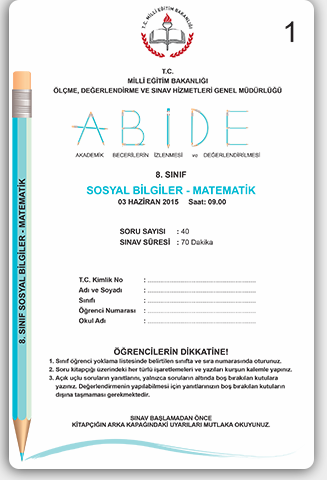 T.C. MİLLÎ EĞİTİM BAKANLIĞI
1
T.C.
MİLLİ EĞİTİM BAKANLIĞI
ÖLÇME, DEĞERLENDİRME VE SINAV HİZMETLERİ GENEL MÜDÜRLÜĞÜ
ABİDE
AKADEMİK BECERİLERİN İZLENMESİ ve DEĞERLENDİRİLMESİ
8. SINIF
SOSYAL BİLGİLER - MATEMATİK
03 HAZİRAN 2015 Saat: 09.00
SORU SAYISI : 40
SINAV SÜRESİ : 70 Dakika
T.C. Kimlik No : ..........................................
Adı ve Soyadı : ..........................................
Sınıfı : ..........................................
Öğrenci Numarası : ..........................................
Okul Adı : ..........................................
8. SINIF SOSYAL BİLGİLER - MATEMATİK
ÖĞRENCİLERİN DİKKATİNE!
1. Sınıf öğrenci yoklama listesinde belirtilen sınıfta ve sıra numarasında oturunuz.
2. Soru kitapçığı üzerindeki her türlü işaretlemeleri ve yazıları kurşun kalemle yapınız.
3. Açık uçlu soruların yanıtlarını, yalnızca soruların altında boş bırakılan kutulara
yazınız. Değerlendirmenin yapılabilmesi için yanıtlarınızın boş bırakılan kutuların
dışına taşmaması gerekmektedir.
SINAV BAŞLAMADAN ÖNCE
KİTAPÇIĞIN ARKA KAPAĞINDAKİ UYARILARI MUTLAKA OKUYUNUZ.